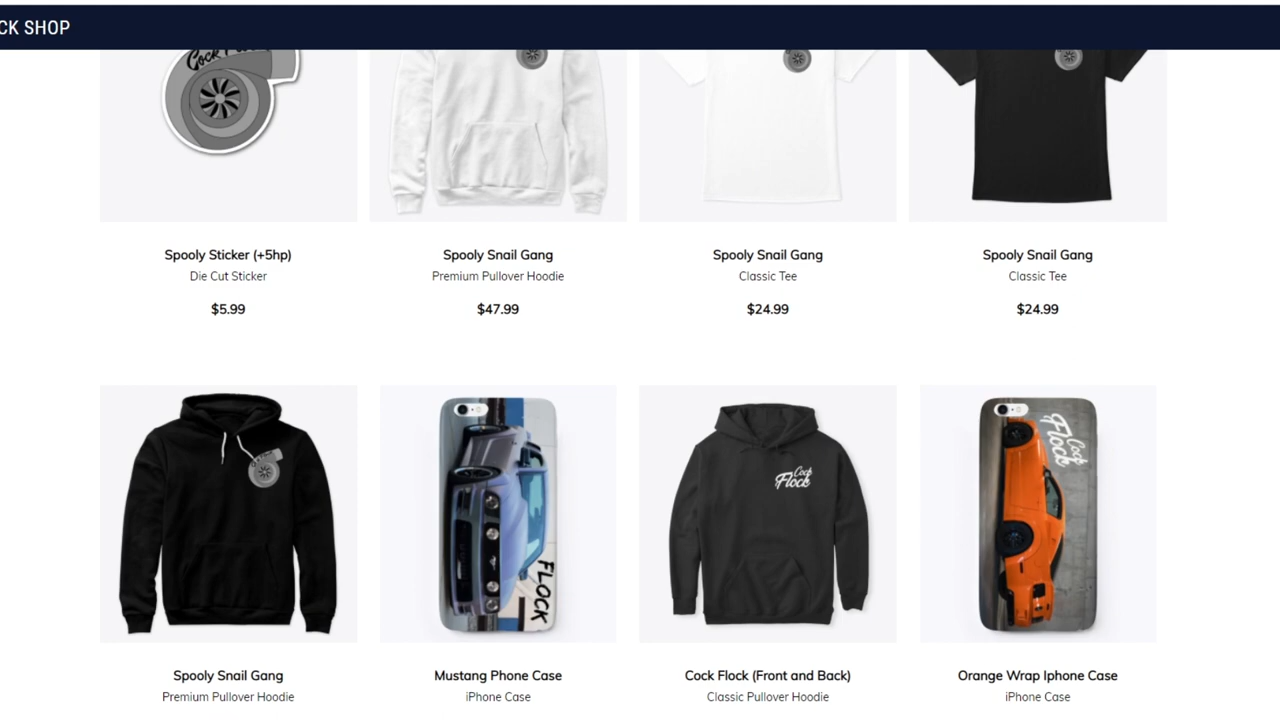 CK SHOP
Cock
Spooly Sticker (+5hp)
Die Cut Sticker
$5.99
Spooly Snail Gang
Premium Pullover Hoodie
$47.99
Spooly Snail Gang
Classic Tee
$24.99
Spooly Snail Gang
Classic Tee
$24.99
FLOCK
Cock
Flock
Cock
Flock
Spooly Snail Gang
Premium Pullover Hoodie
Mustang Phone Case
iPhone Case
Cock Flock (Front and Back)
Classic Pullover Hoodie
Orange Wrap Iphone Case
iPhone Case